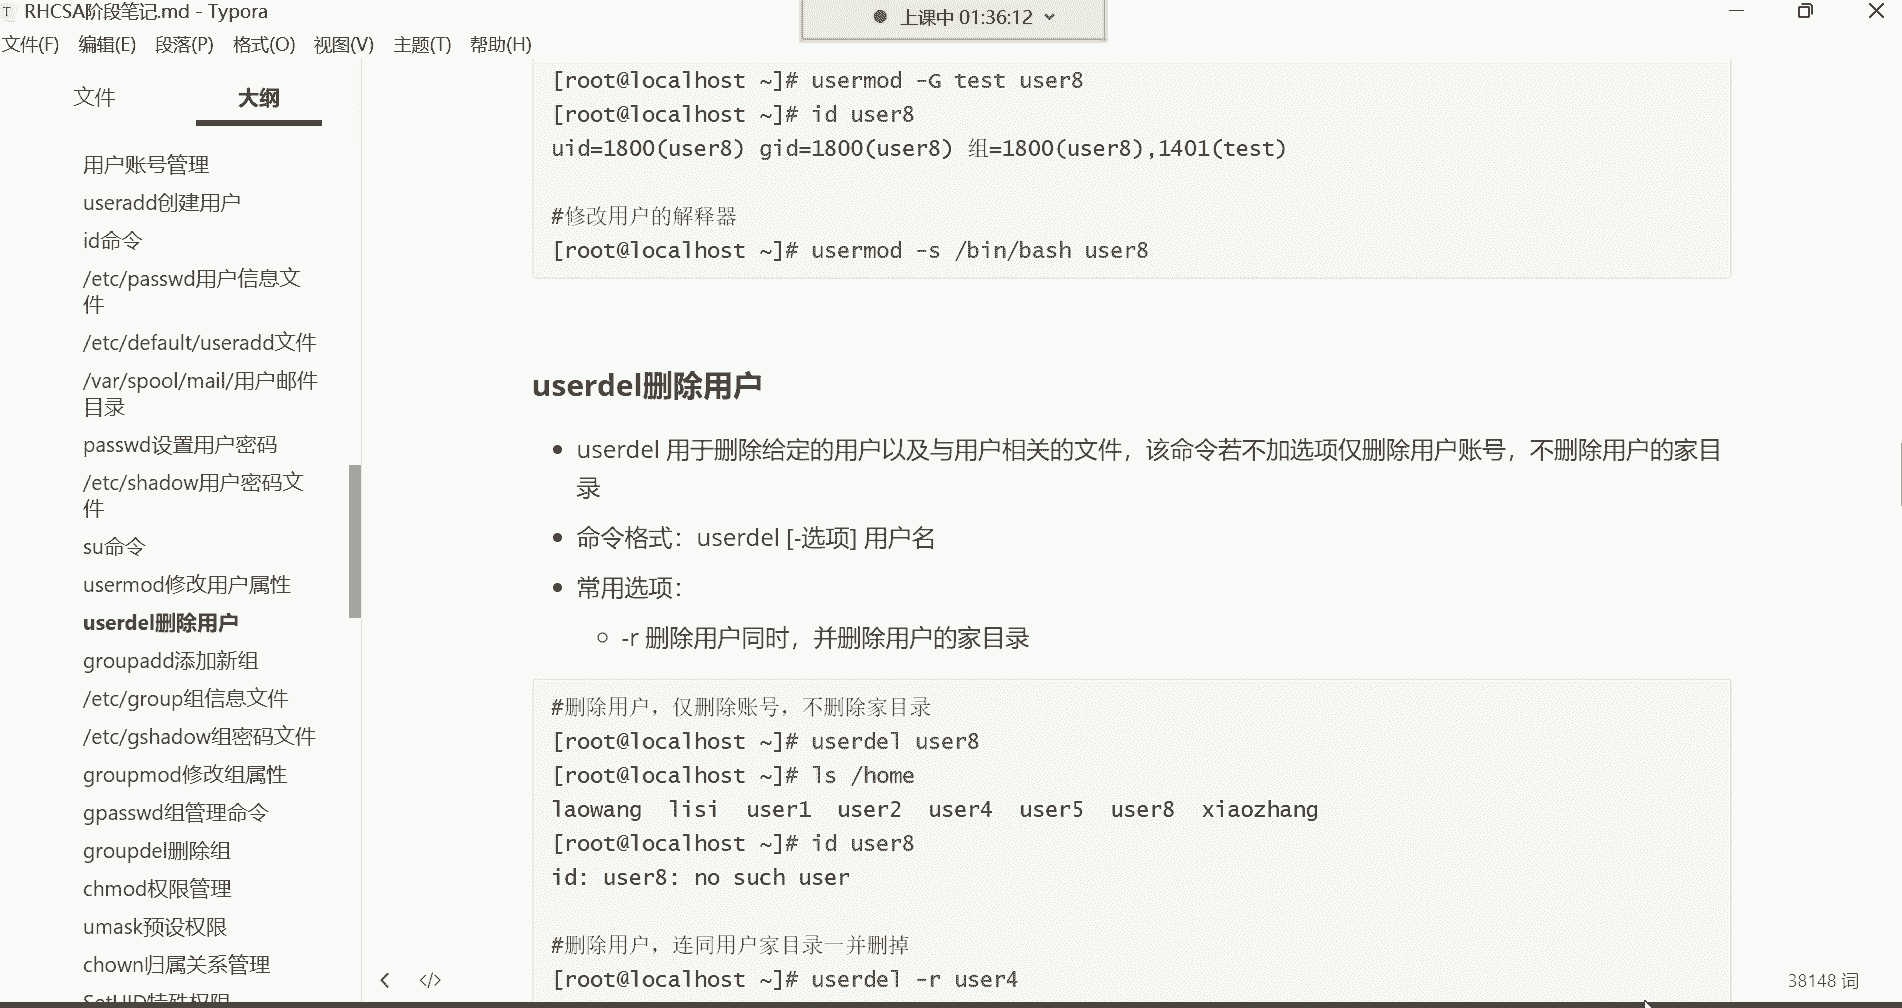 RHCSA阶段笔记.md - Typora
上课中 01:36:12
文件(F) 编辑(E) 段落(P) 格式(O) 视图(V) 主题(T) 帮助(H)
文件 大纲
用户账号管理
useradd创建用户
id命令
/etc/passwd用户信息文
件
/etc/default/useradd文件
/var/spool/mail/用户邮件
目录
passwd设置用户密码
/etc/shadow用户密码文
件
su命令
usermod修改用户属性
userdel删除用户
groupadd添加新组
/etc/group组信息文件
/etc/gshadow组密码文件
groupmod修改组属性
gpasswd组管理命令
groupdel删除组
chmod权限管理
umask预设权限
chown归属关系管理
SetUID特殊权限
[root@localhost ~]# usermod -G test user8
[root@localhost ~]# id user8
uid=1800(user8) gid=1800(user8) 组=1800(user8),1401(test)
#修改用户的解释器
[root@localhost ~]# usermod -s /bin/bash user8
userdel删除用户
userdel 用于删除给定的用户以及与用户相关的文件，该命令若不加选项仅删除用户账号，不删除用户的家目
录
命令格式：userdel [-选项] 用户名
常用选项：
-r 删除用户同时，并删除用户的家目录
#删除用户，仅删除账号，不删除家目录
[root@localhost ~]# userdel user8
[root@localhost ~]# ls /home
laowang lisi user1 user2 user4 user5 user8 xiaozhang
[root@localhost ~]# id user8
id: user8: no such user
#删除用户，连同用户家目录一并删掉
[root@localhost ~]# userdel -r user4
38148 词